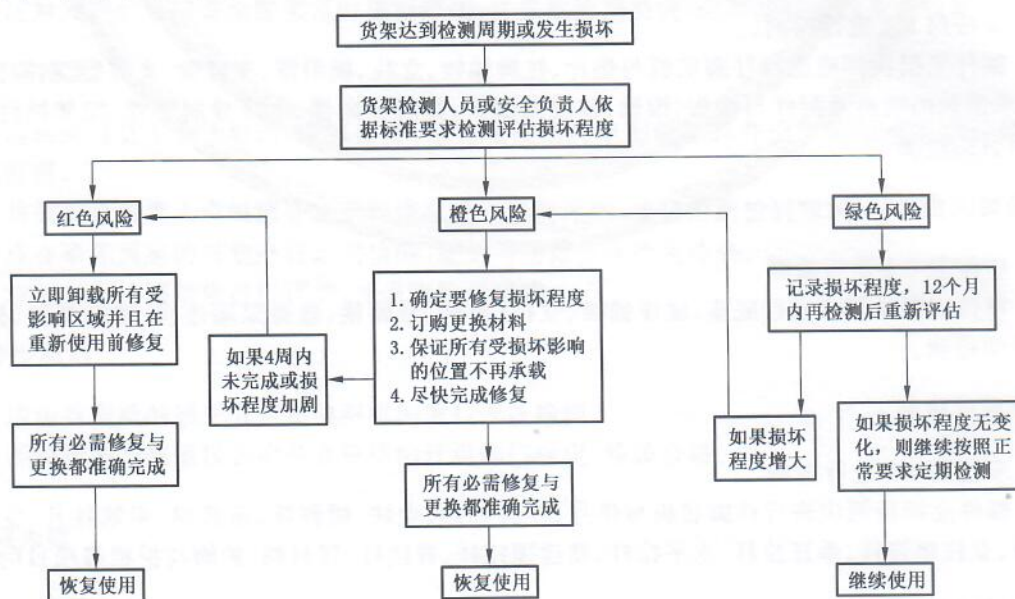 货架达到检测周期或发生损坏
货架检测人员或安全负责人依
据标准要求检测评估损坏程度
红色风险
橙色风险
绿色风险
立即卸载所有受
影响区域并且在
重新使用前修复
如果4周内
未完成或损
坏程度加剧
1. 确定要修复损坏程度
2. 订购更换材料
3. 保证所有受损坏影响
的位置不再承载
4. 尽快完成修复
记录损坏程度，12个月
内再检测后重新评估
所有必需修复与
更换都准确完成
所有必需修复与
更换都准确完成
如果损坏
程度增大
如果损坏程度无变
化，则继续按照正
常要求定期检测
恢复使用
恢复使用
继续使用